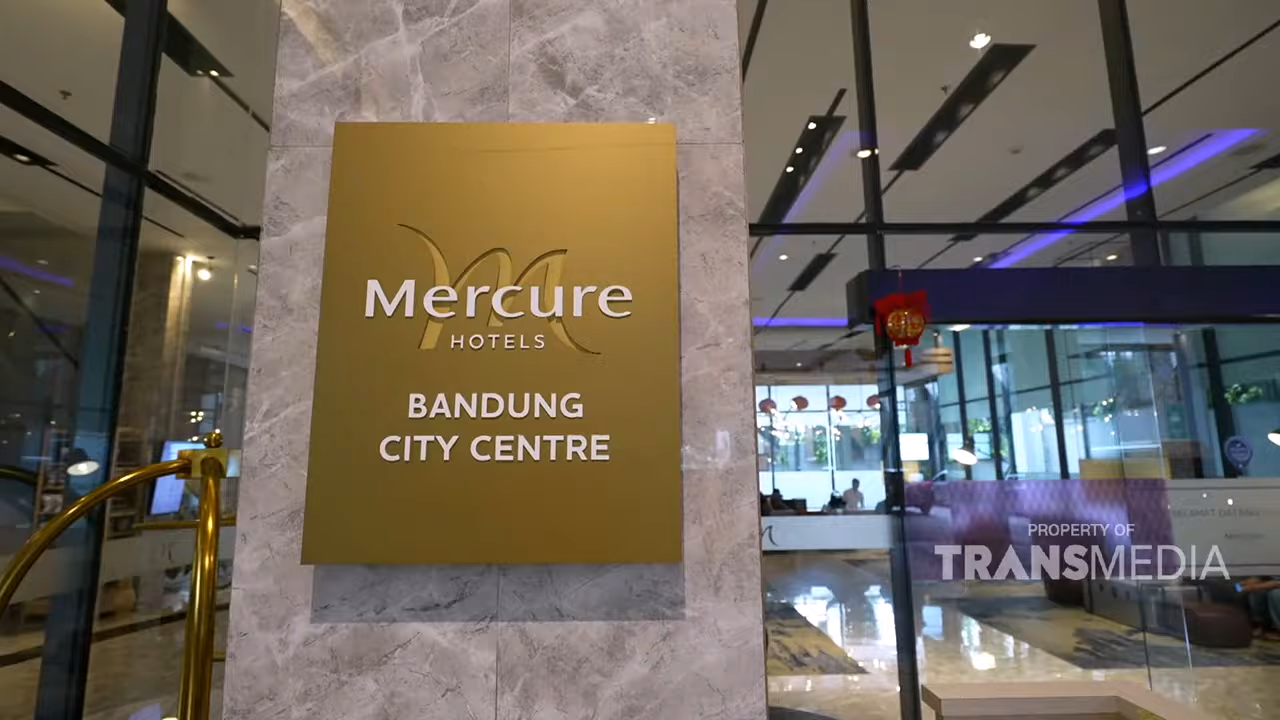 Mercure
HOTELS
BANDUNG
CITY CENTRE
PROPERTY OF
TRANSMEDIA